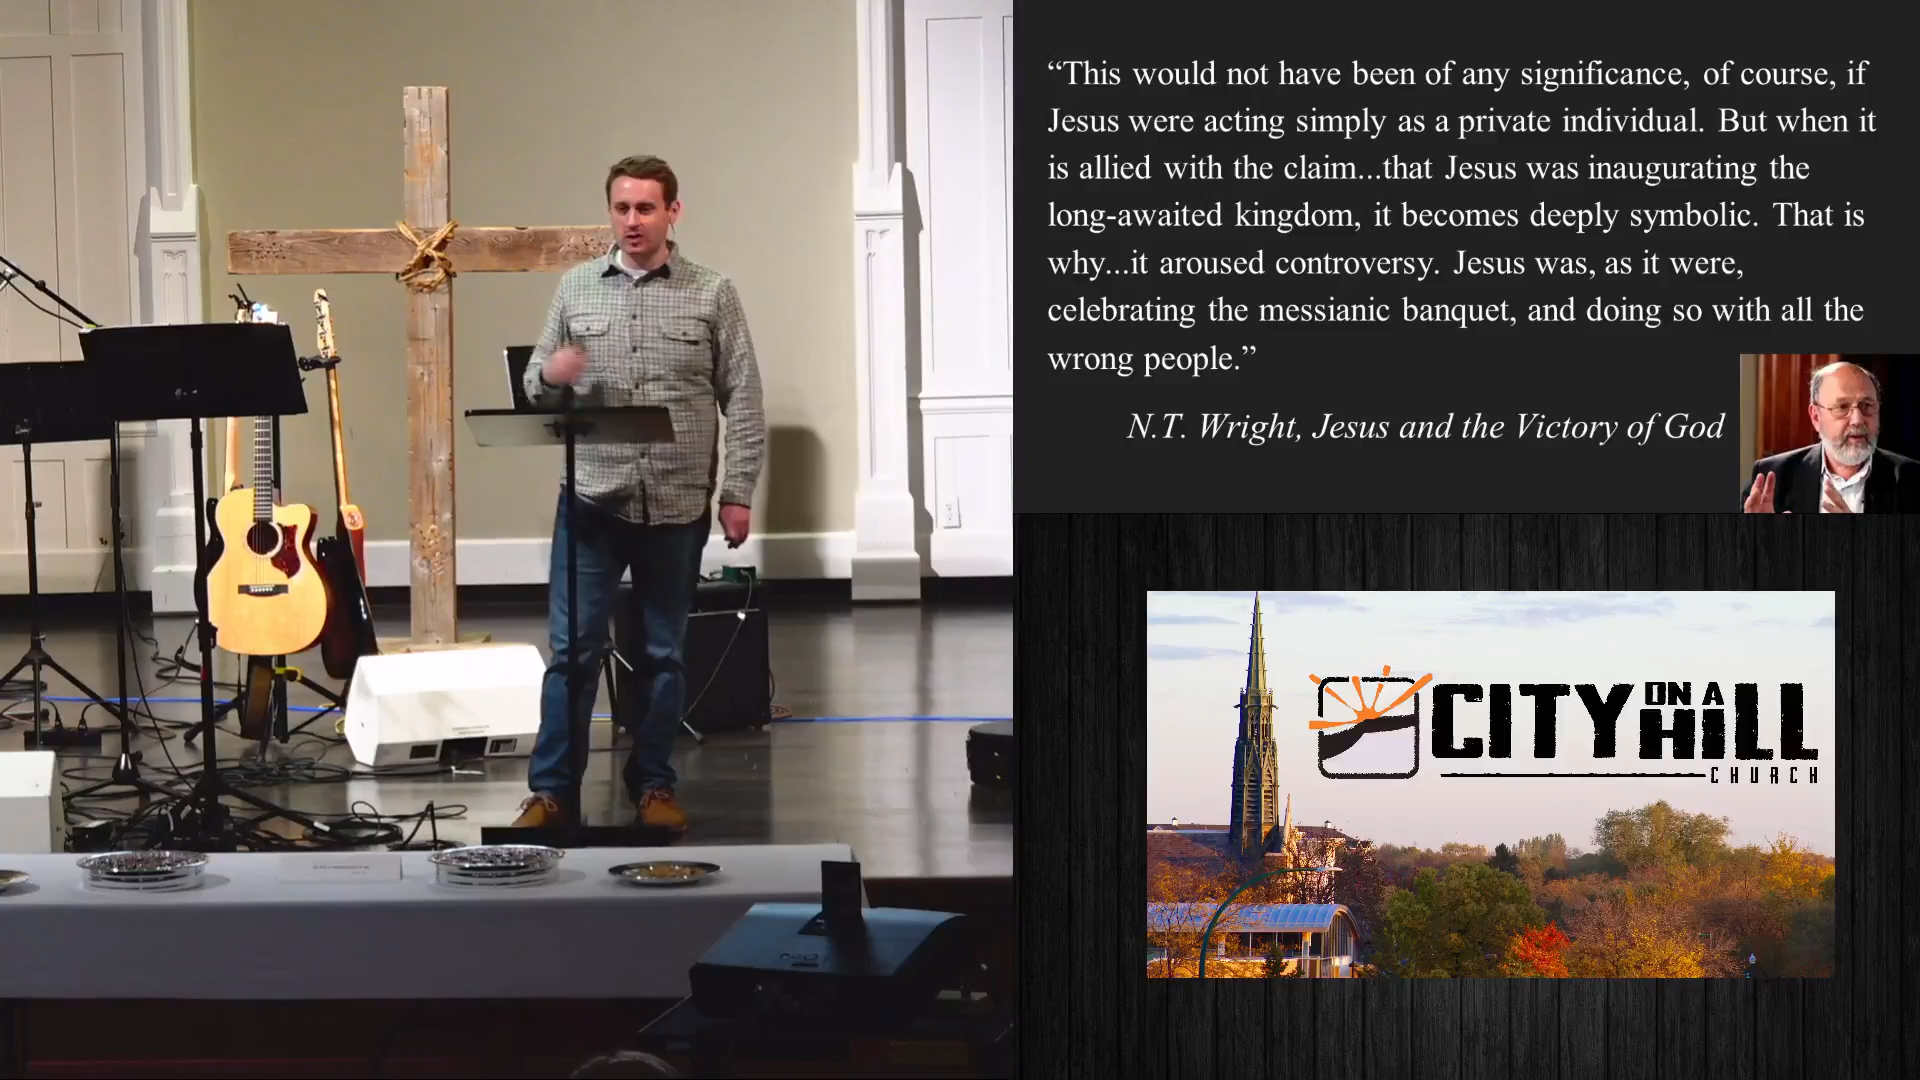 “This would not have been of any significance, of course, if
Jesus were acting simply as a private individual. But when it
is allied with the claim...that Jesus was inaugurating the
long-awaited kingdom, it becomes deeply symbolic. That is
why...it aroused controversy. Jesus was, as it were,
celebrating the messianic banquet, and doing so with all the
wrong people.”
N.T. Wright, Jesus and the Victory of God
CITY ON A HILL
CHURCH